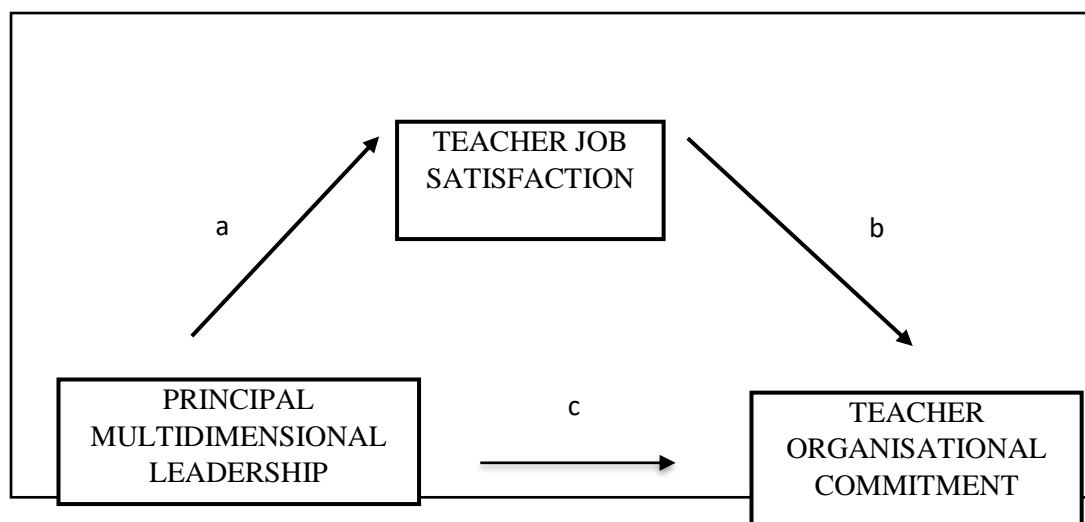 TEACHER JOB
SATISFACTION
a
b
PRINCIPAL
MULTIDIMENSIONAL
LEADERSHIP
c
TEACHER
ORGANISATIONAL
COMMITMENT